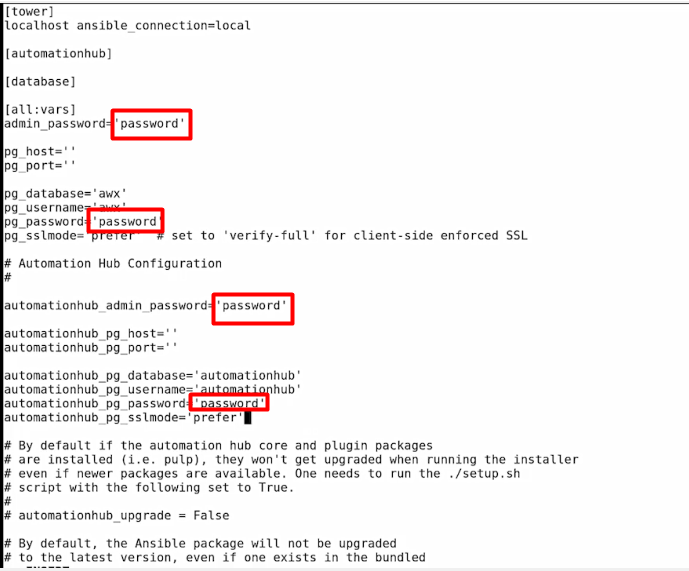 [tower]
localhost ansible_connection=local
[automationhub]
[database]
[all:vars]
admin_password='password'
pg_host=''
pg_port=''
pg_database='awx'
pg_username='awx'
pg_password='password'
pg_sslmode='prefer'  # set to 'verify-full' for client-side enforced SSL
# Automation Hub Configuration
#
automationhub_admin_password='password'
automationhub_pg_host=''
automationhub_pg_port=''
automationhub_pg_database='automationhub'
automationhub_pg_username='automationhub'
automationhub_pg_password='password'
automationhub_pg_sslmode='prefer'
# By default if the automation hub core and plugin packages
# are installed (i.e. pulp), they won't get upgraded when running the installer
# even if newer packages are available. One needs to run the ./setup.sh
# script with the following set to True.
#
# automationhub_upgrade = False
# By default, the Ansible package will not be upgraded
# to the latest version, even if one exists in the bundled